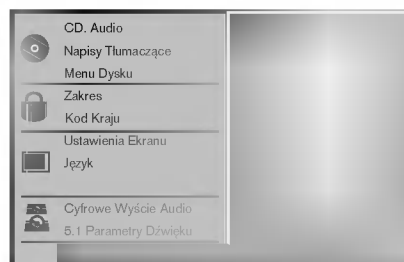 CD. Audio
Napisy Tłumaczące
Menu Dysku
Zakres
Kod Kraju
Ustawienia Ekranu
Język
Cyfrowe Wyście Audio
5.1 Parametry Dźwięku